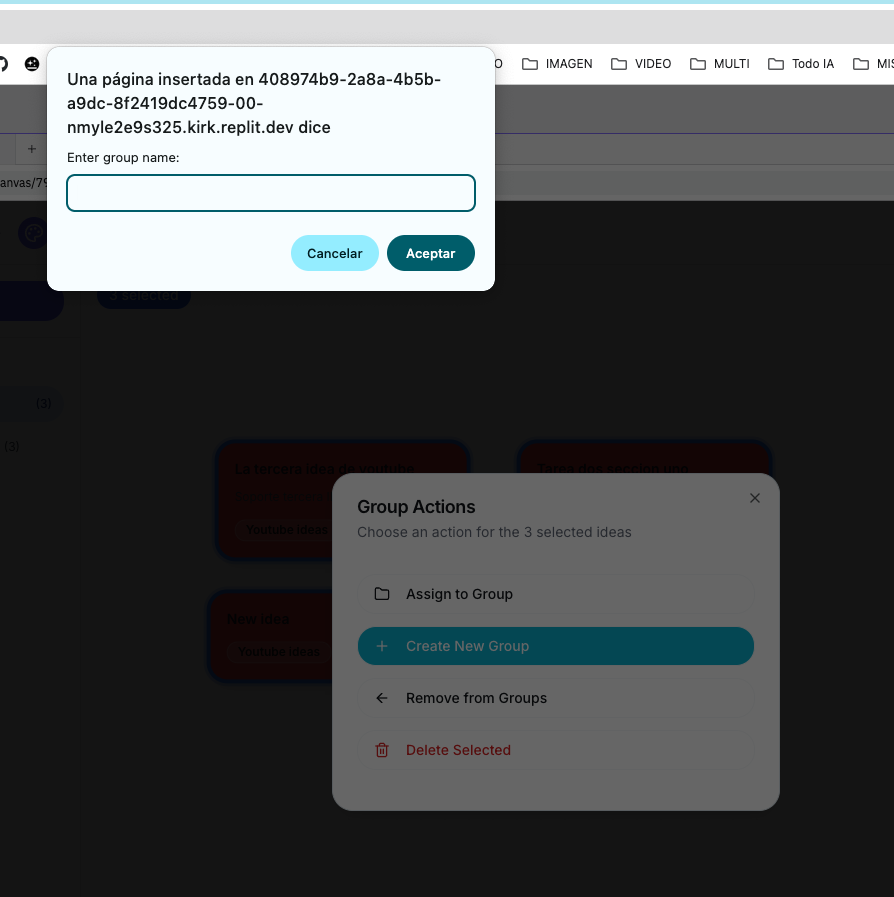 O
IMAGEN
VIDEO
MULTI
Todo IA
MIS
Una página insertada en 408974b9-2a8a-4b5b-
a9dc-8f2419dc4759-00-
nmyle2e9s325.kirk.replit.dev dice
Enter group name:
Cancelar
Aceptar
+
anvas/79
3 selected
(3)
(3)
La tercera idea de youtube
Youtube ideas
Tarea dos seccion uno
New idea
Youtube ideas
Group Actions
Choose an action for the 3 selected ideas
Assign to Group
Create New Group
Remove from Groups
Delete Selected